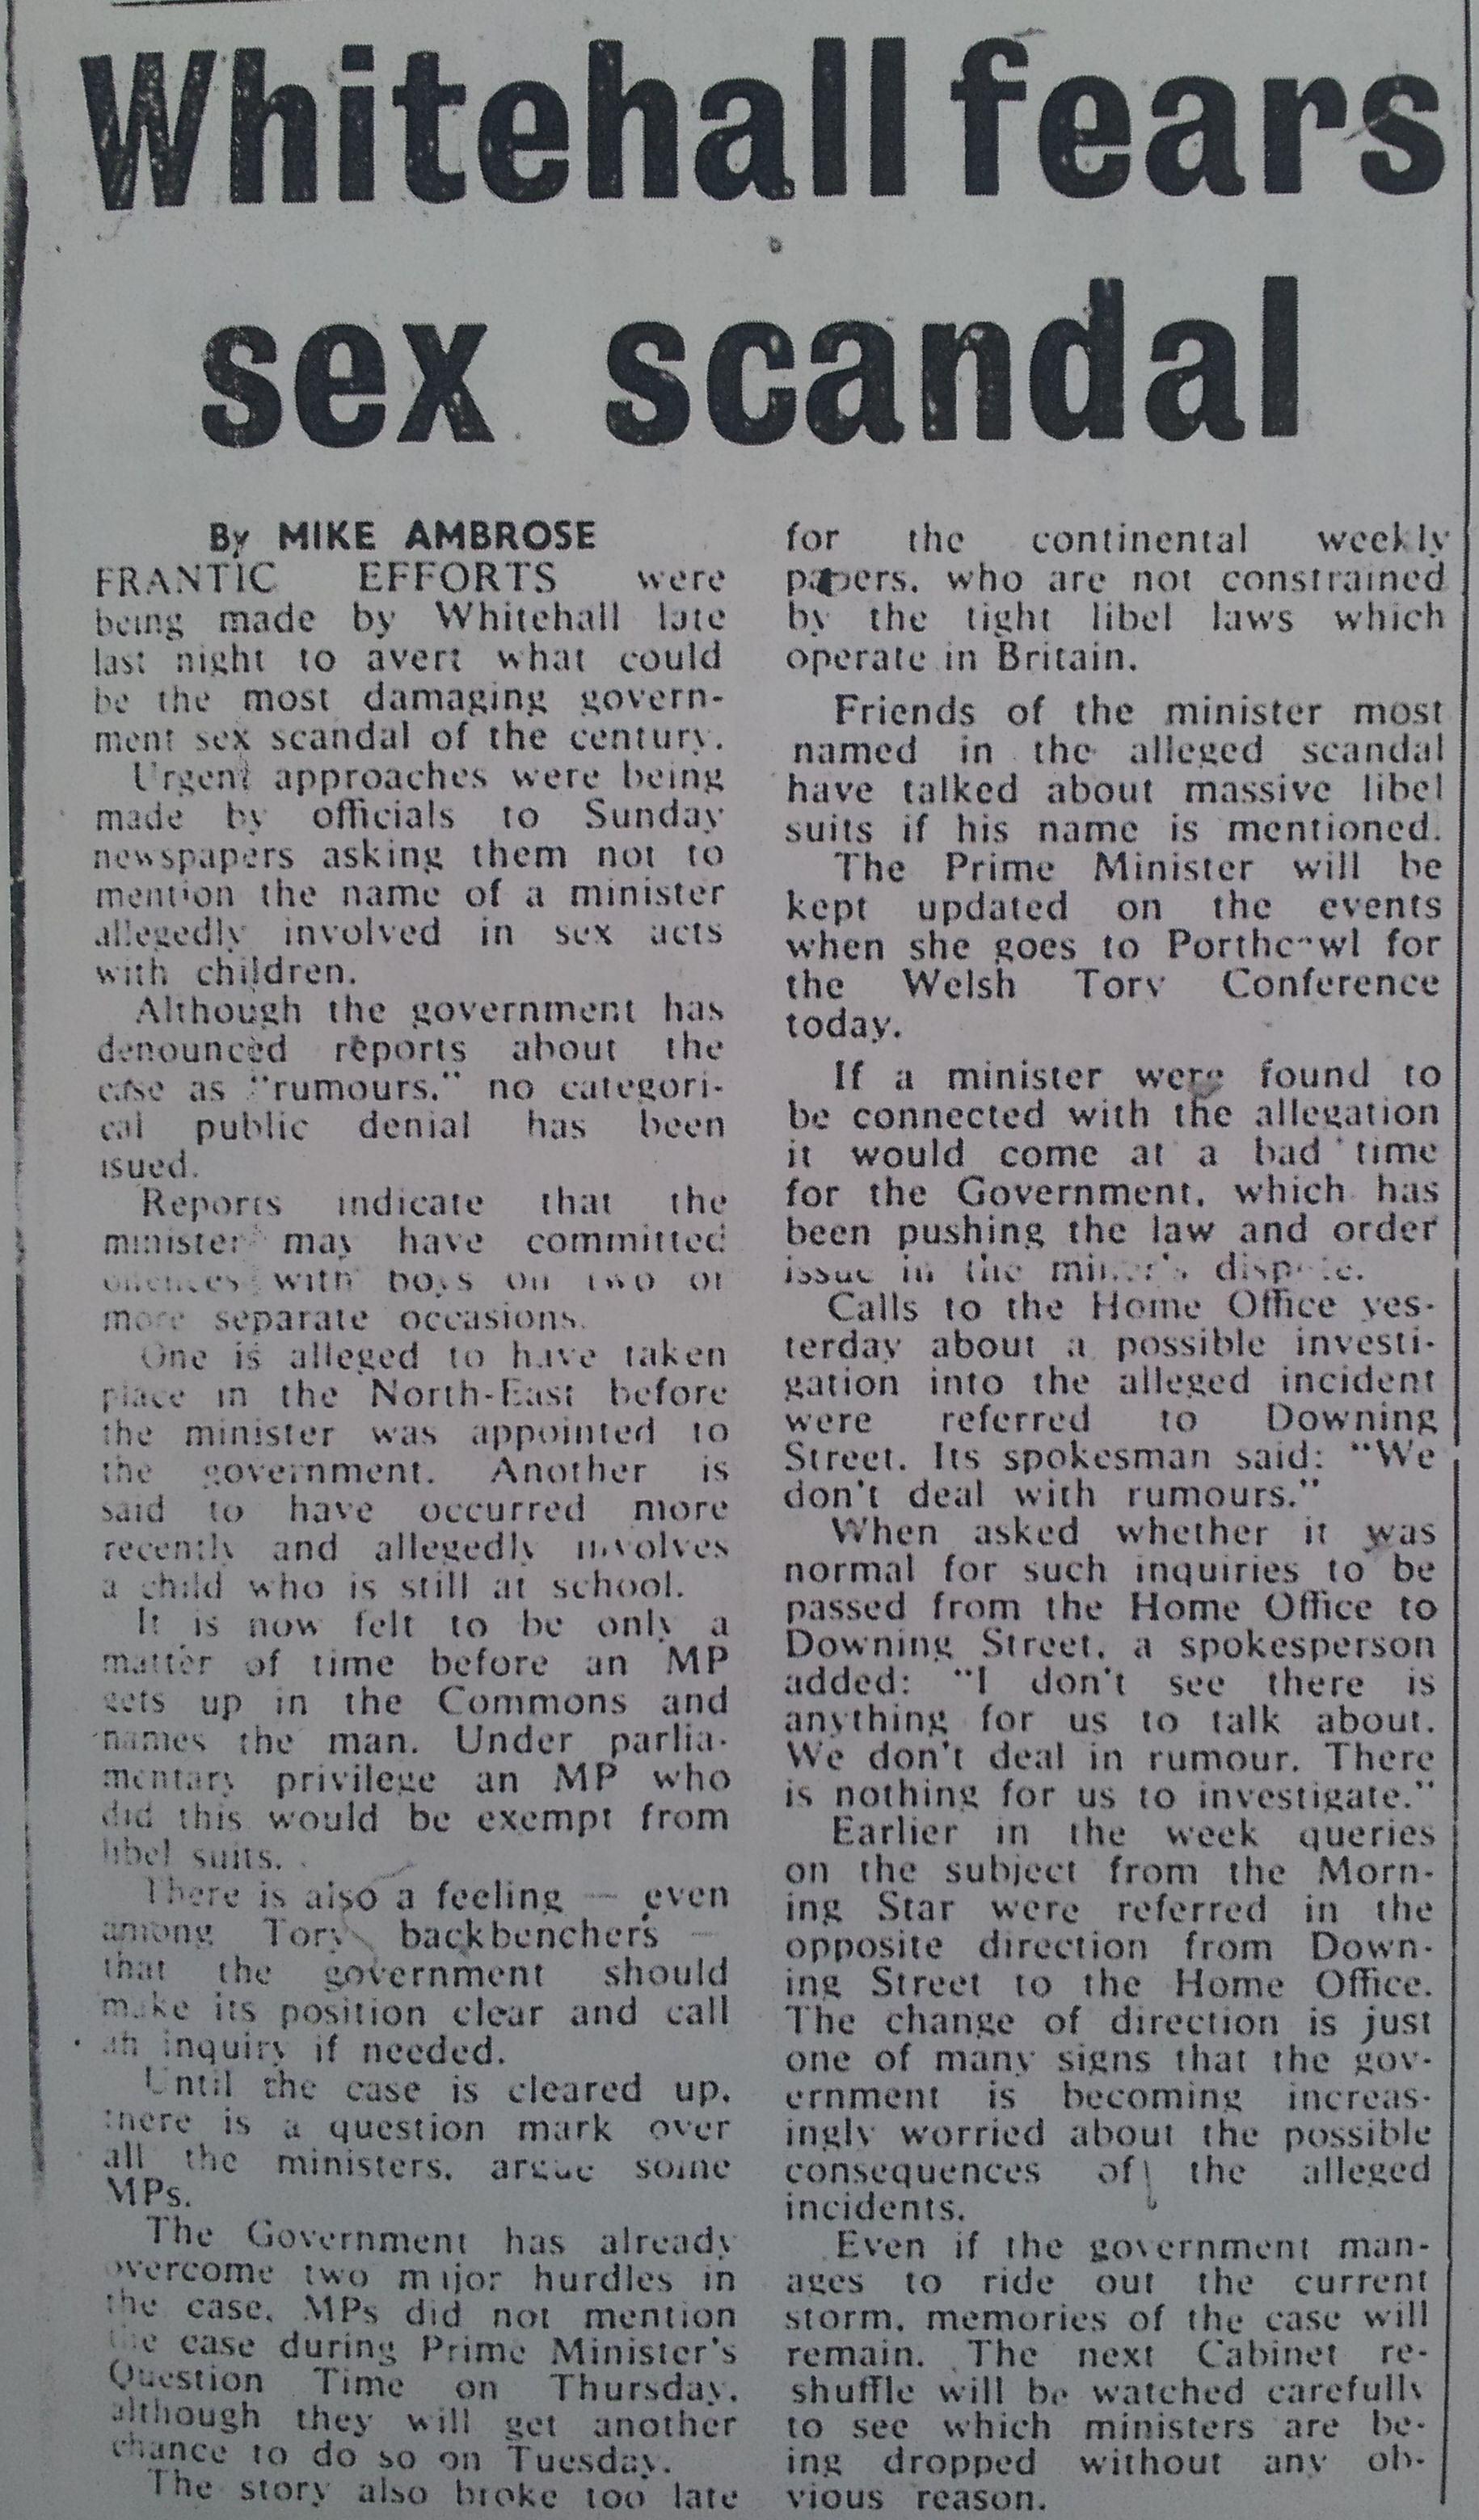 Whitehall fears
sex scandal
By MIKE AMBROSE
FRANTIC EFFORTS were
being made by Whitehall late
last night to avert what could
be the most damaging govern-
ment sex scandal of the century.
Urgent approaches were being
made by officials to Sunday
newspapers asking them not to
mention the name of a minister
allegedly involved in sex acts
with children.
Although the government has
denounced reports about the
case as "rumours," no categori-
cal public denial has been
isued.
Reports indicate that the
minister may have committed
offences with boys on two or
more separate occasions.
One is alleged to have taken
place in the North-East before
the minister was appointed to
the government. Another is
said to have occurred more
recently and allegedly involves
a child who is still at school.
It is now felt to be only a
matter of time before an MP
gets up in the Commons and
names the man. Under parlia-
mentary privilege an MP who
did this would be exempt from
libel suits.
There is also a feeling — even
among Tory backbenchers —
that the government should
make its position clear and call
an inquiry if needed.
Until the case is cleared up,
there is a question mark over
all the ministers, argue some
MPs.
The Government has already
overcome two major hurdles in
the case. MPs did not mention
the case during Prime Minister's
Question Time on Thursday,
although they will get another
chance to do so on Tuesday.
The story also broke too late
for the continental weekly
papers, who are not constrained
by the tight libel laws which
operate in Britain.
Friends of the minister most
named in the alleged scandal
have talked about massive libel
suits if his name is mentioned.
The Prime Minister will be
kept updated on the events
when she goes to Porthcawl for
the Welsh Tory Conference
today.
If a minister were found to
be connected with the allegation
it would come at a bad time
for the Government, which has
been pushing the law and order
issue in the miner's dispute.
Calls to the Home Office yes-
terday about a possible investi-
gation into the alleged incident
were referred to Downing
Street. Its spokesman said: "We
don't deal with rumours."
When asked whether it was
normal for such inquiries to be
passed from the Home Office to
Downing Street, a spokesperson
added: "I don't see there is
anything for us to talk about.
We don't deal in rumour. There
is nothing for us to investigate."
Earlier in the week queries
on the subject from the Morn-
ing Star were referred in the
opposite direction from Down-
ing Street to the Home Office.
The change of direction is just
one of many signs that the gov-
ernment is becoming increas-
ingly worried about the possible
consequences of the alleged
incidents.
Even if the government man-
ages to ride out the current
storm, memories of the case will
remain. The next Cabinet re-
shuffle will be watched carefully
to see which ministers are be-
ing dropped without any ob-
vious reason.